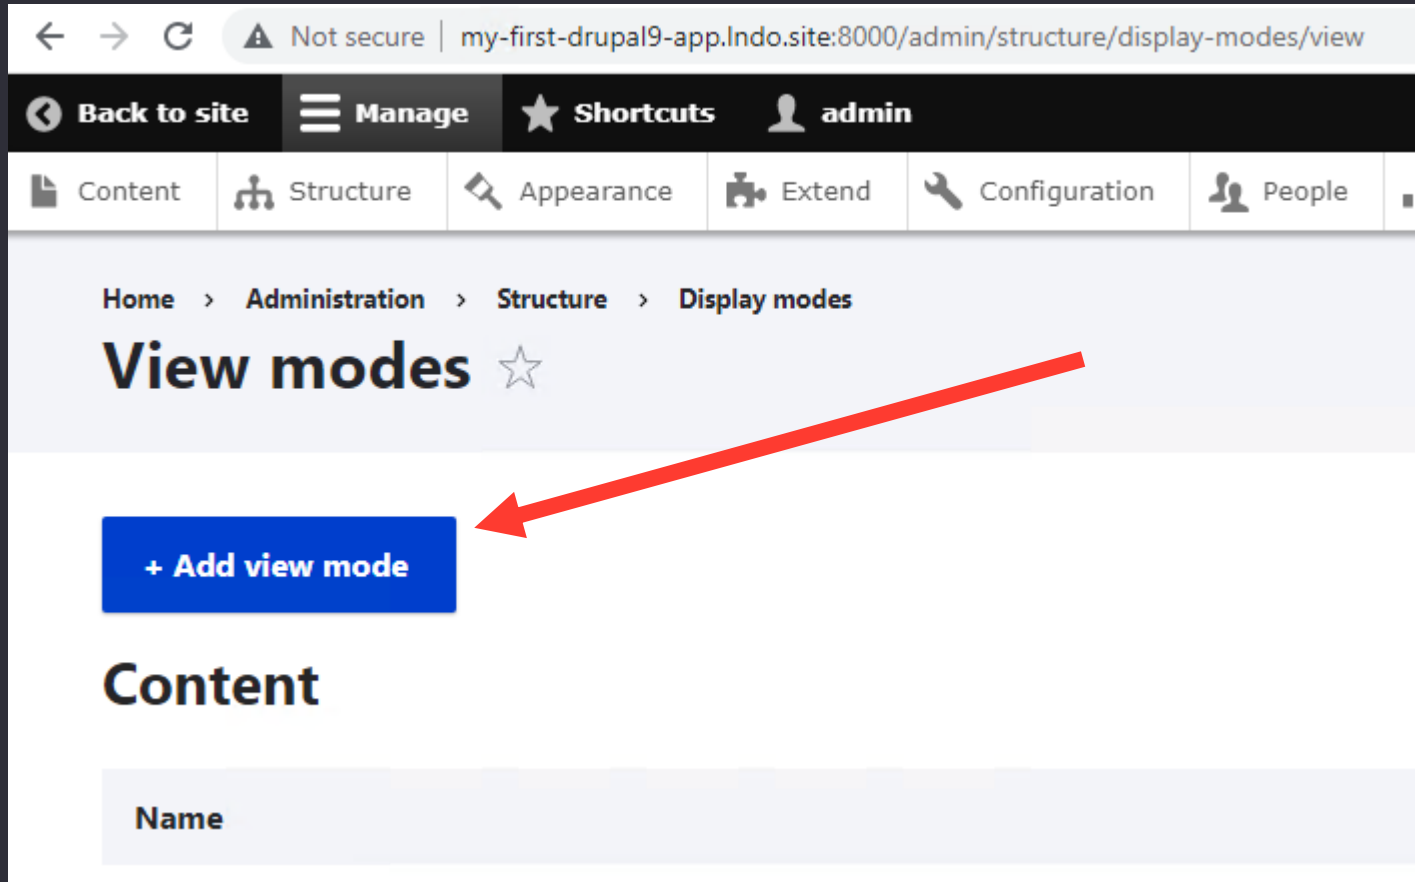 Not secure | my-first-drupal9-app.lndo.site:8000/admin/structure/display-modes/view
Back to site Manage Shortcuts admin
Content Structure Appearance Extend Configuration People
Home › Administration › Structure › Display modes
View modes
+ Add view mode
Content
Name